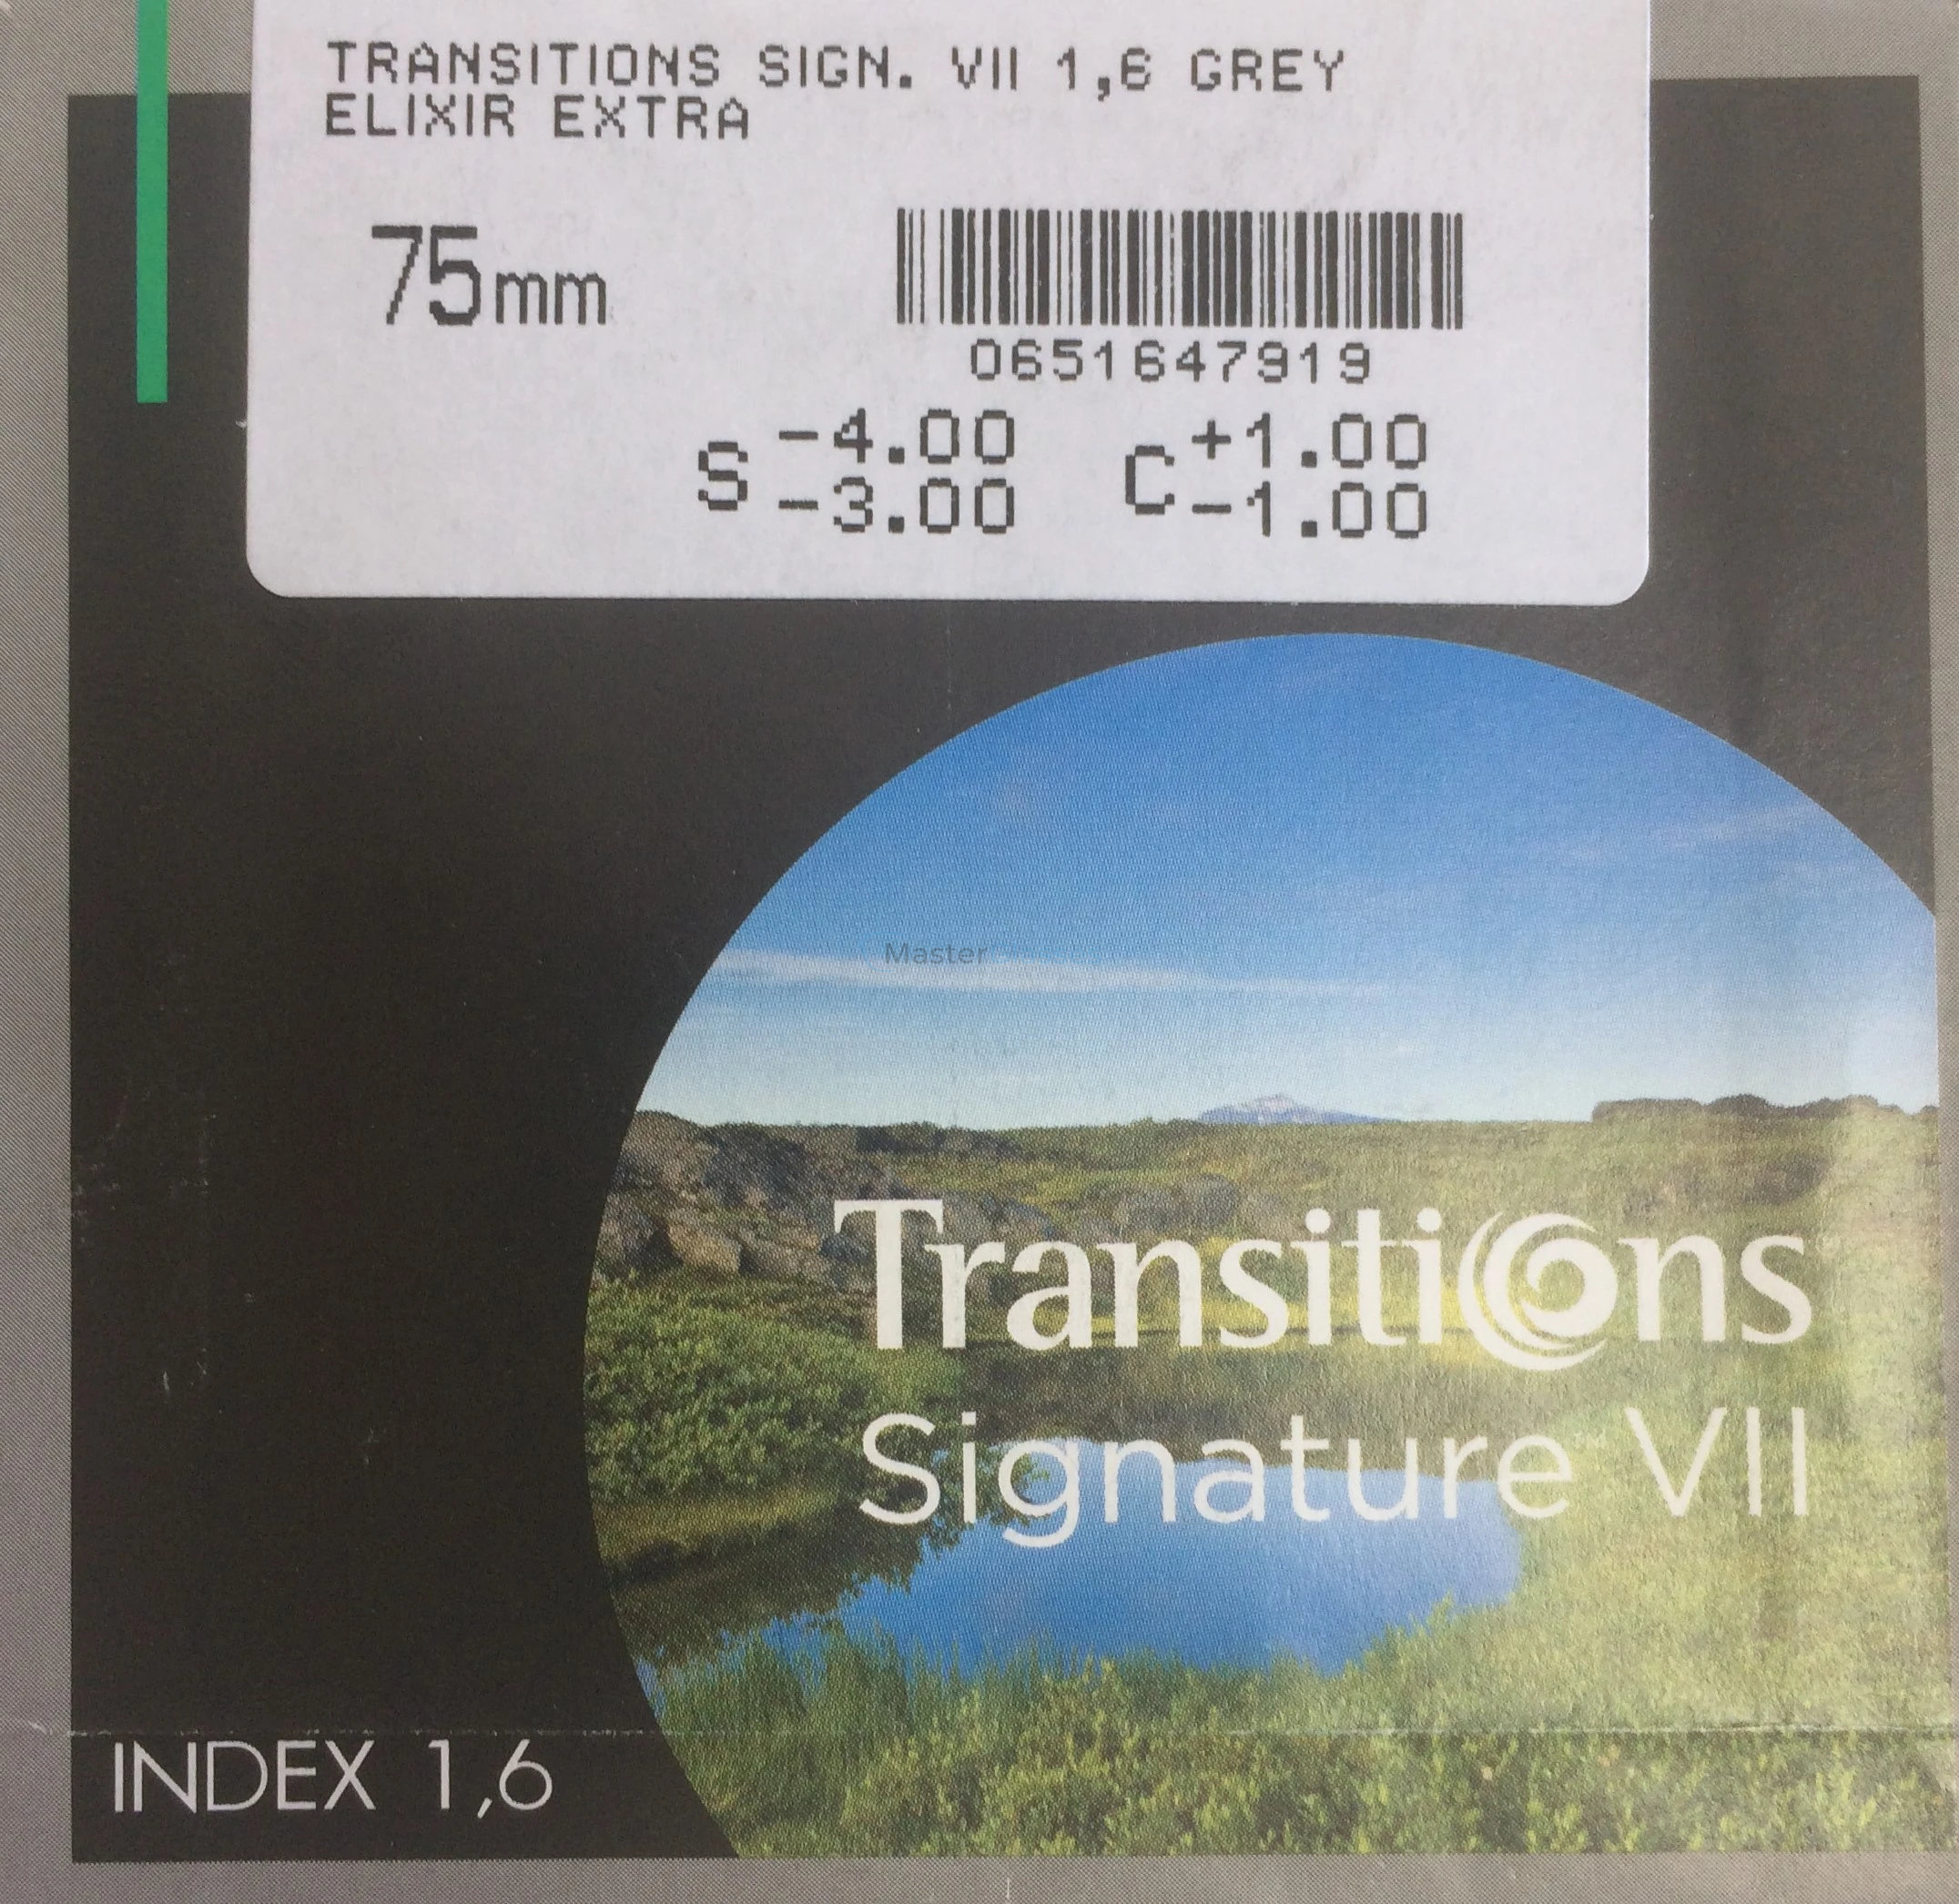 TRANSITIONS SIGN. VII 1,6 GREY
ELIXIR EXTRA
75mm
0651647919
S -4.00 C +1.00
-3.00 -1.00
Master
Transitions
Signature VII
INDEX 1,6